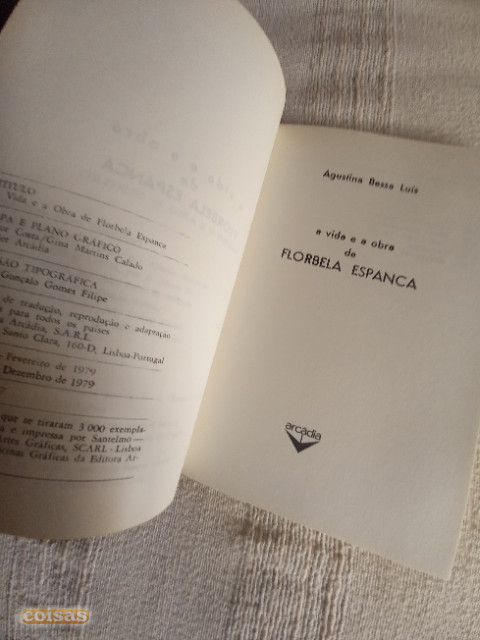 TÍTULO
Vida e a Obra de Florbela Espanca
PA E PLANO GRÁFICO
Costa/Gina Martins Calado
Arcádia
SÃO TIPOGRÁFICA
Gonçalo Gomes Filipe
de tradução, reprodução e adaptação
para todos os países
Arcádia, S.A.R.L.
Santa Clara, 160-D, Lisboa-Portugal
Fevereiro de 1979
Dezembro de 1979
que se tiraram 3 000 exempla-
e impressa por Santelmo —
Artes Gráficas, SCARL - Lisboa
icinas Gráficas da Editora Ar-
Agustina Bessa Luís
a vida e a obra
de
FLORBELA ESPANCA
arcádia
coisas